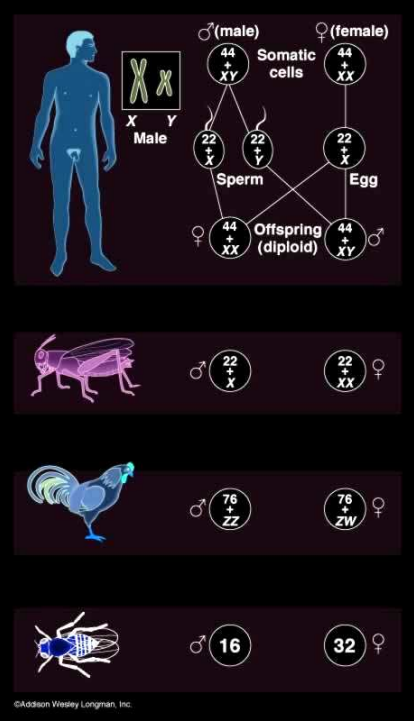 ♂(male)
♀(female)
44
+
XY
Somatic
cells
44
+
XX
X Y
Male
22
+
X
22
+
Y
22
+
X
Sperm
Egg
♀
44
+
XX
Offspring
(diploid)
44
+
XY
♂
♂
22
+
X
22
+
XX
♀
♂
76
+
ZZ
76
+
ZW
♀
♂
16
32
♀
©Addison Wesley Longman, Inc.